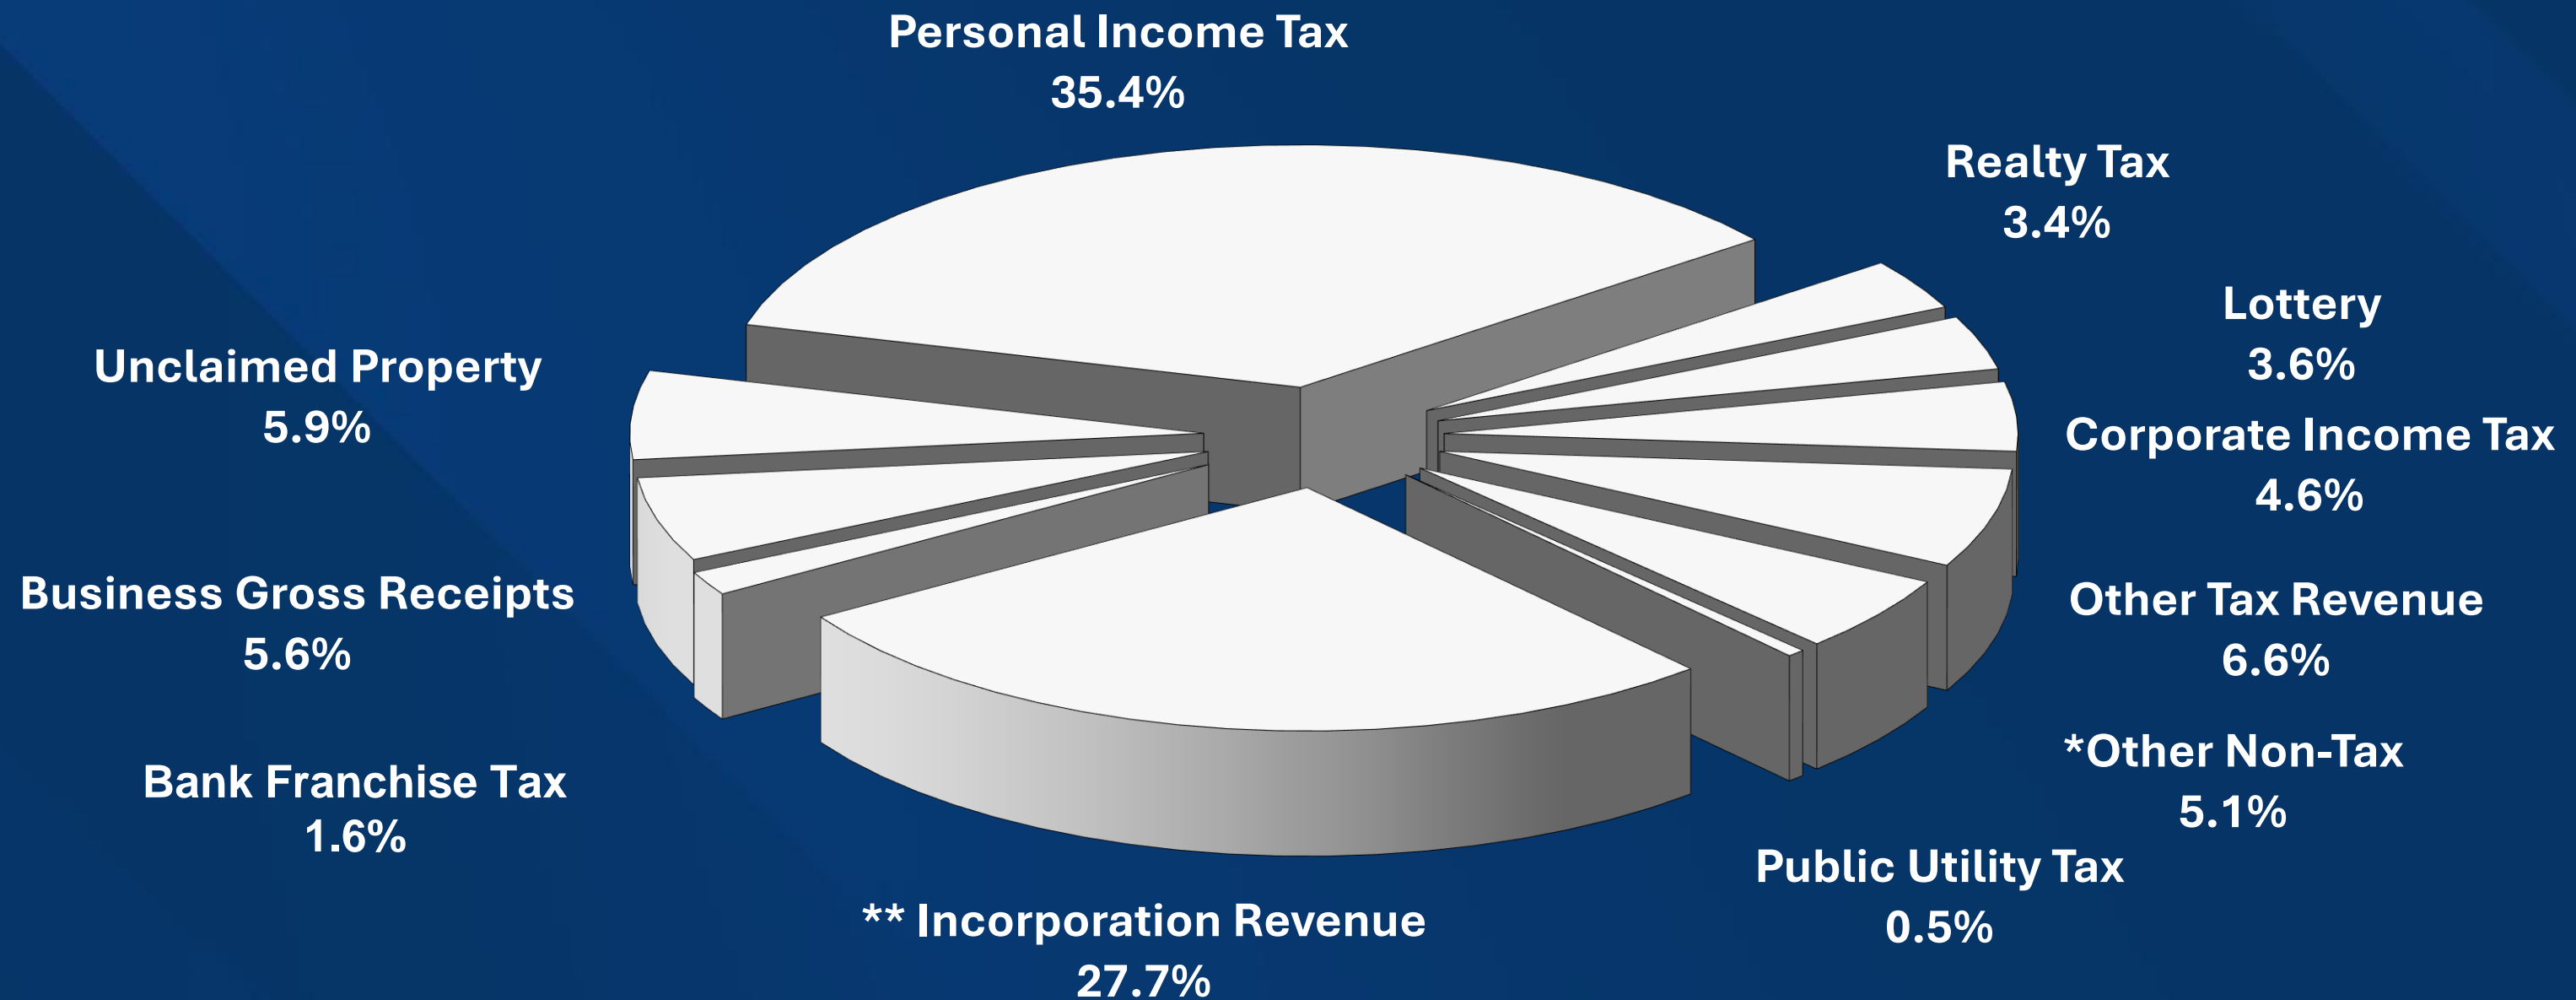 Personal Income Tax
35.4%
Realty Tax
3.4%
Lottery
3.6%
Corporate Income Tax
4.6%
Other Tax Revenue
6.6%
*Other Non-Tax
5.1%
Public Utility Tax
0.5%
** Incorporation Revenue
27.7%
Bank Franchise Tax
1.6%
Business Gross Receipts
5.6%
Unclaimed Property
5.9%